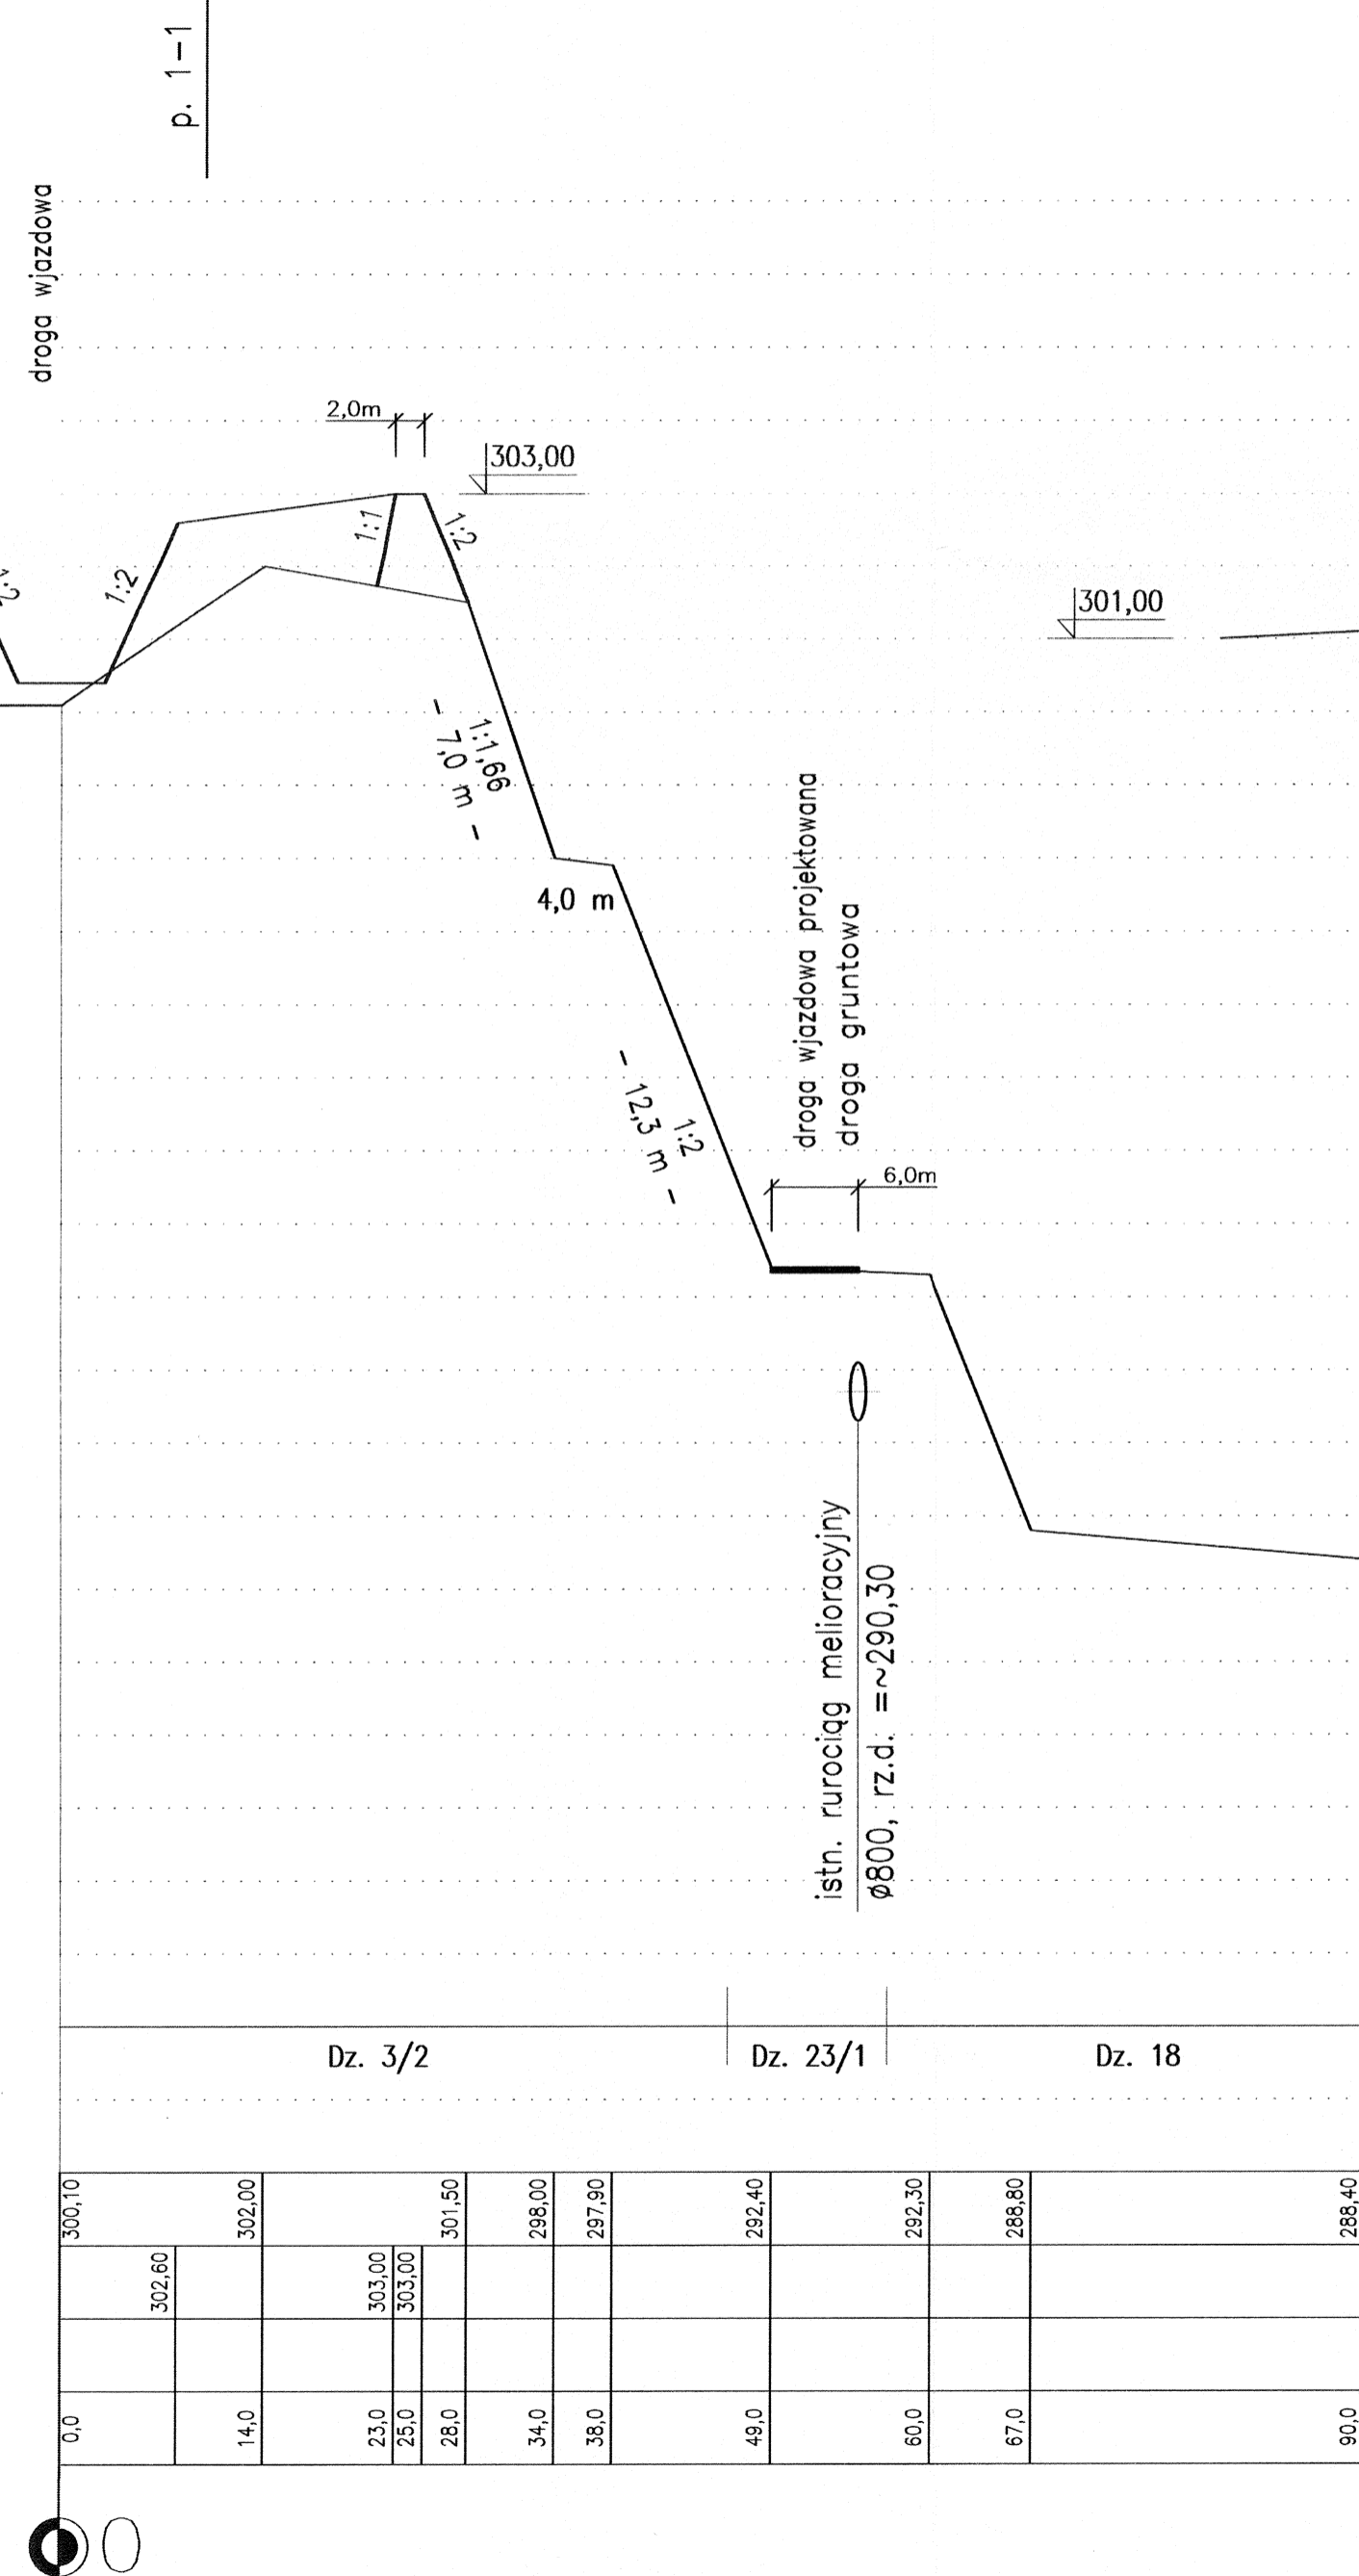 p. 1-1
droga wjazdowa
2,0m
303,00
1:2
1:2
1:1
1:2
301,00
1:1,66
- 7,0 m -
4,0 m
droga wjazdowa projektowana
droga gruntowa
1:2
- 12,3 m -
6,0m
istn. rurociąg melioracyjny
ø800, rz.d. =~290,30
Dz. 3/2
Dz. 23/1
Dz. 18
300,10
302,00
301,50
298,00
297,90
292,40
292,30
288,80
288,40
302,60
303,00
303,00
0,0
14,0
23,0
25,0
28,0
34,0
38,0
49,0
60,0
67,0
90,0